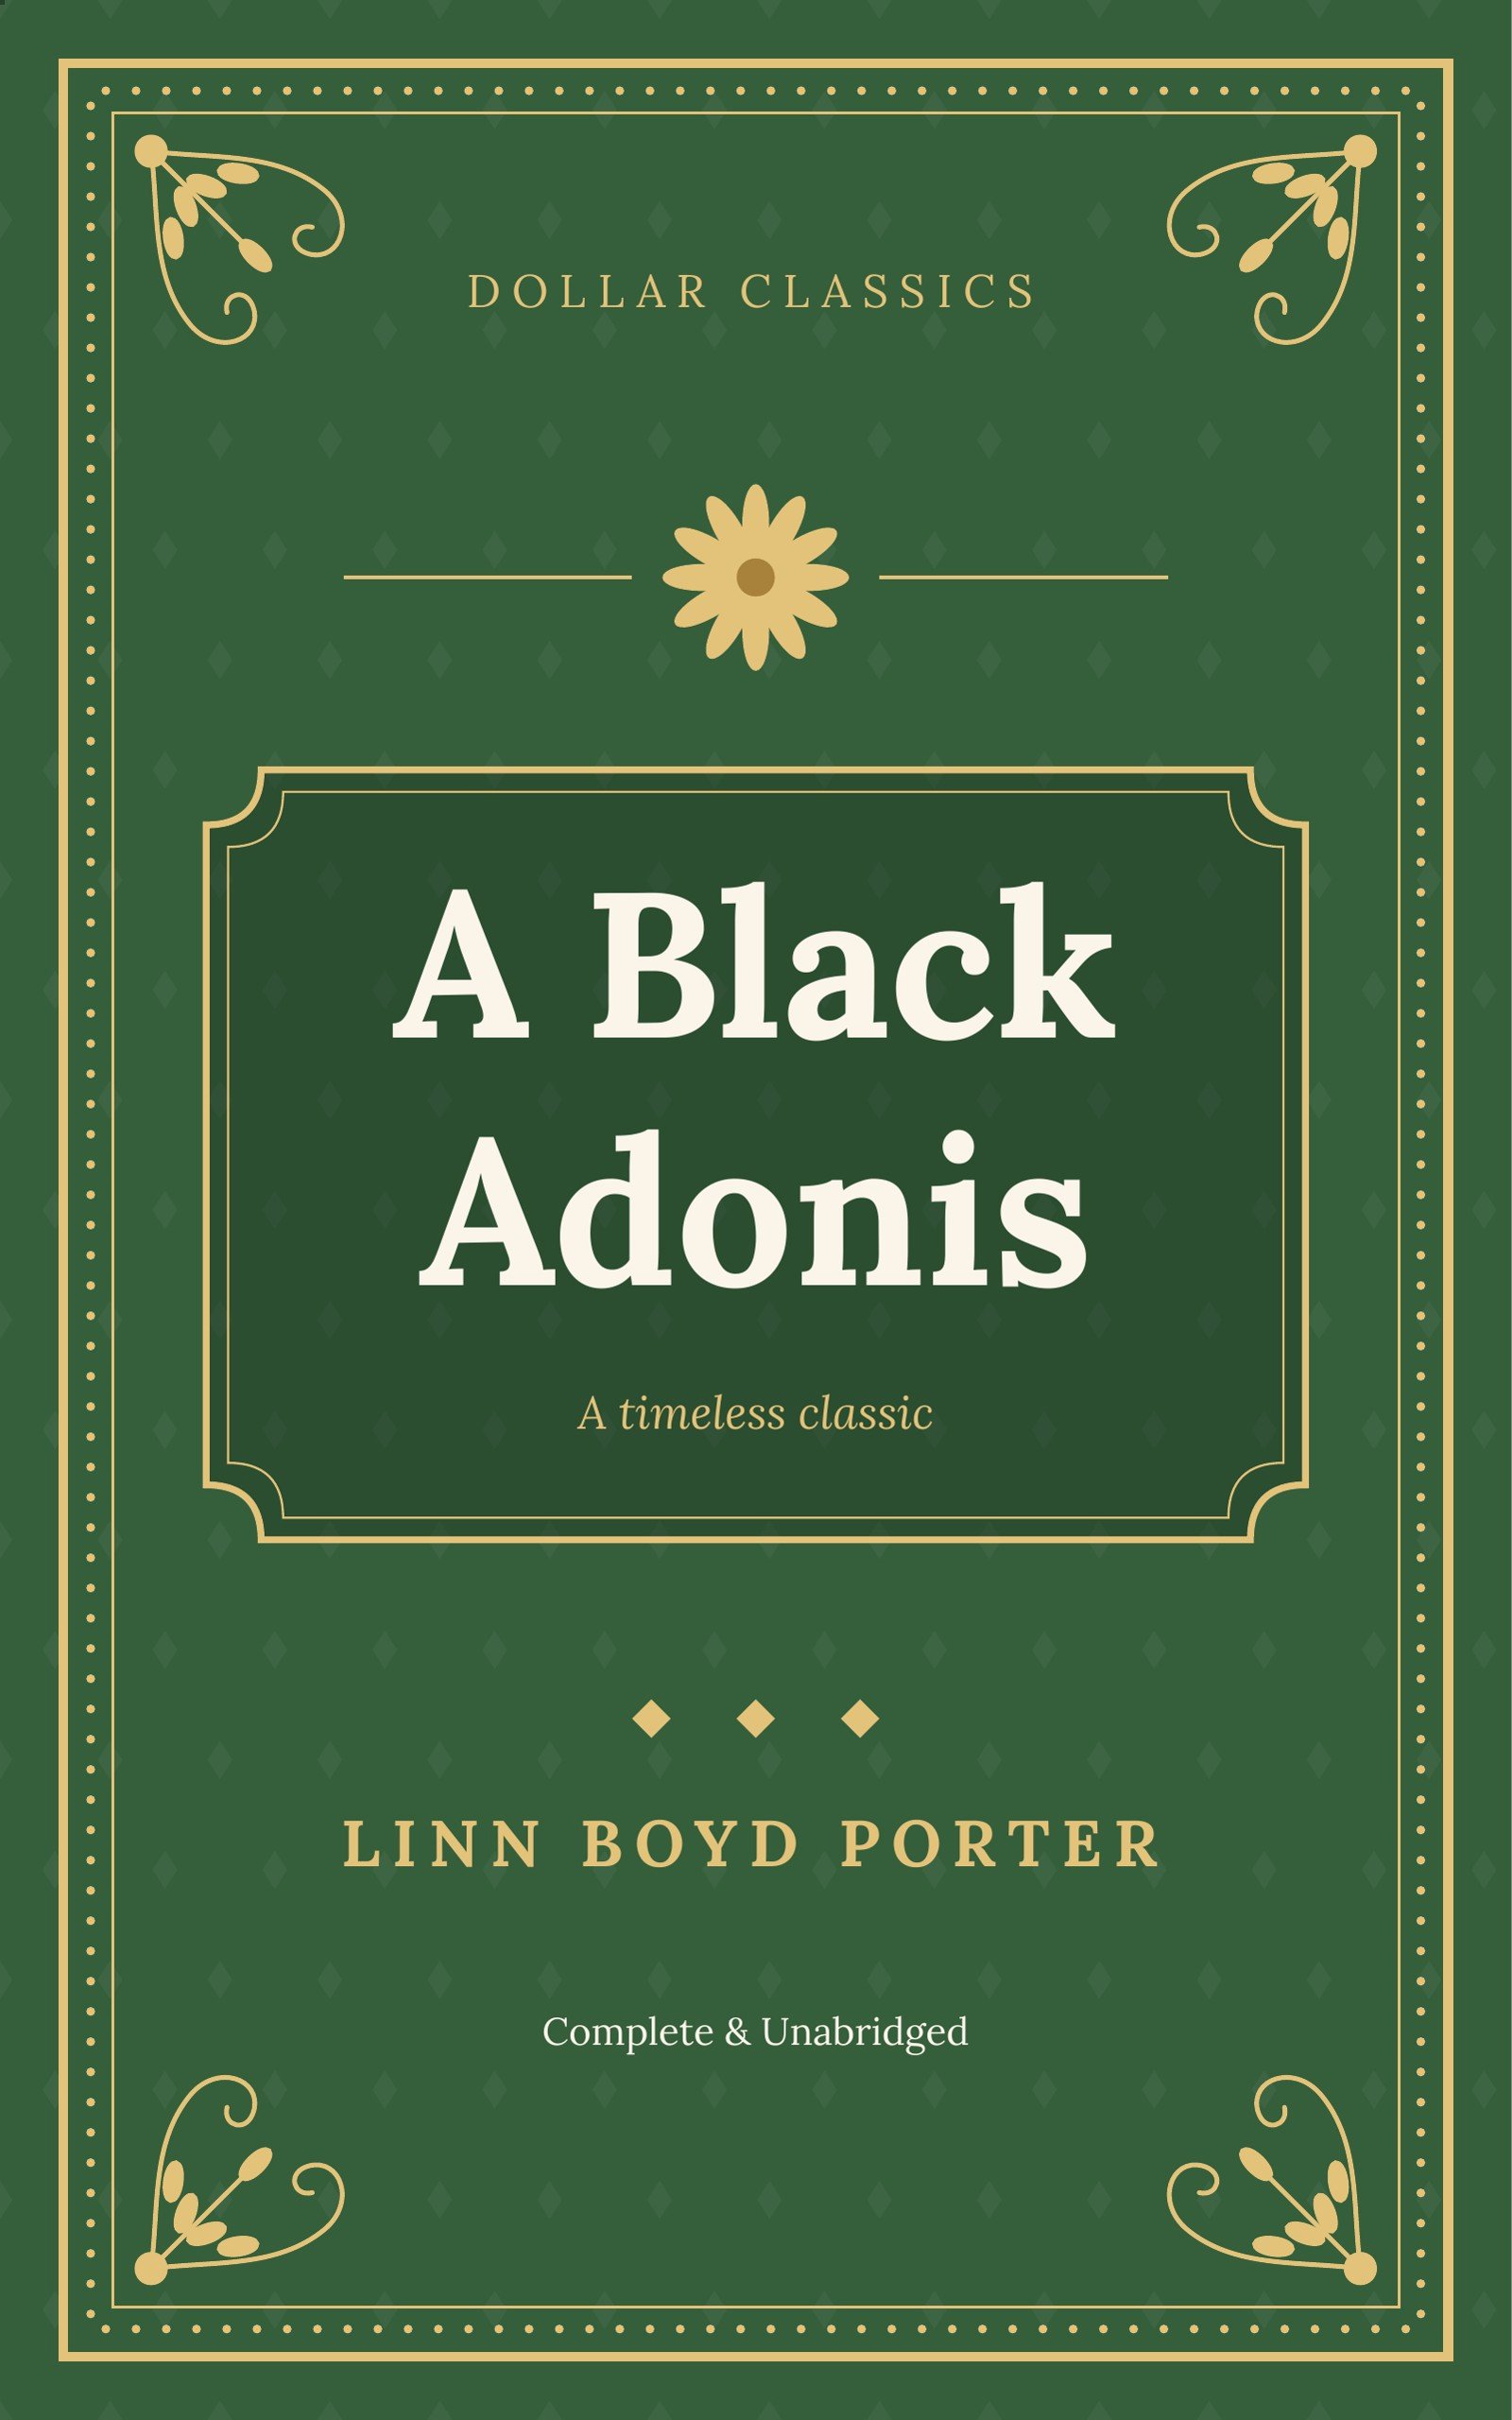 DOLLAR CLASSICS
A Black
Adonis
A timeless classic
LINN BOYD PORTER
Complete & Unabridged